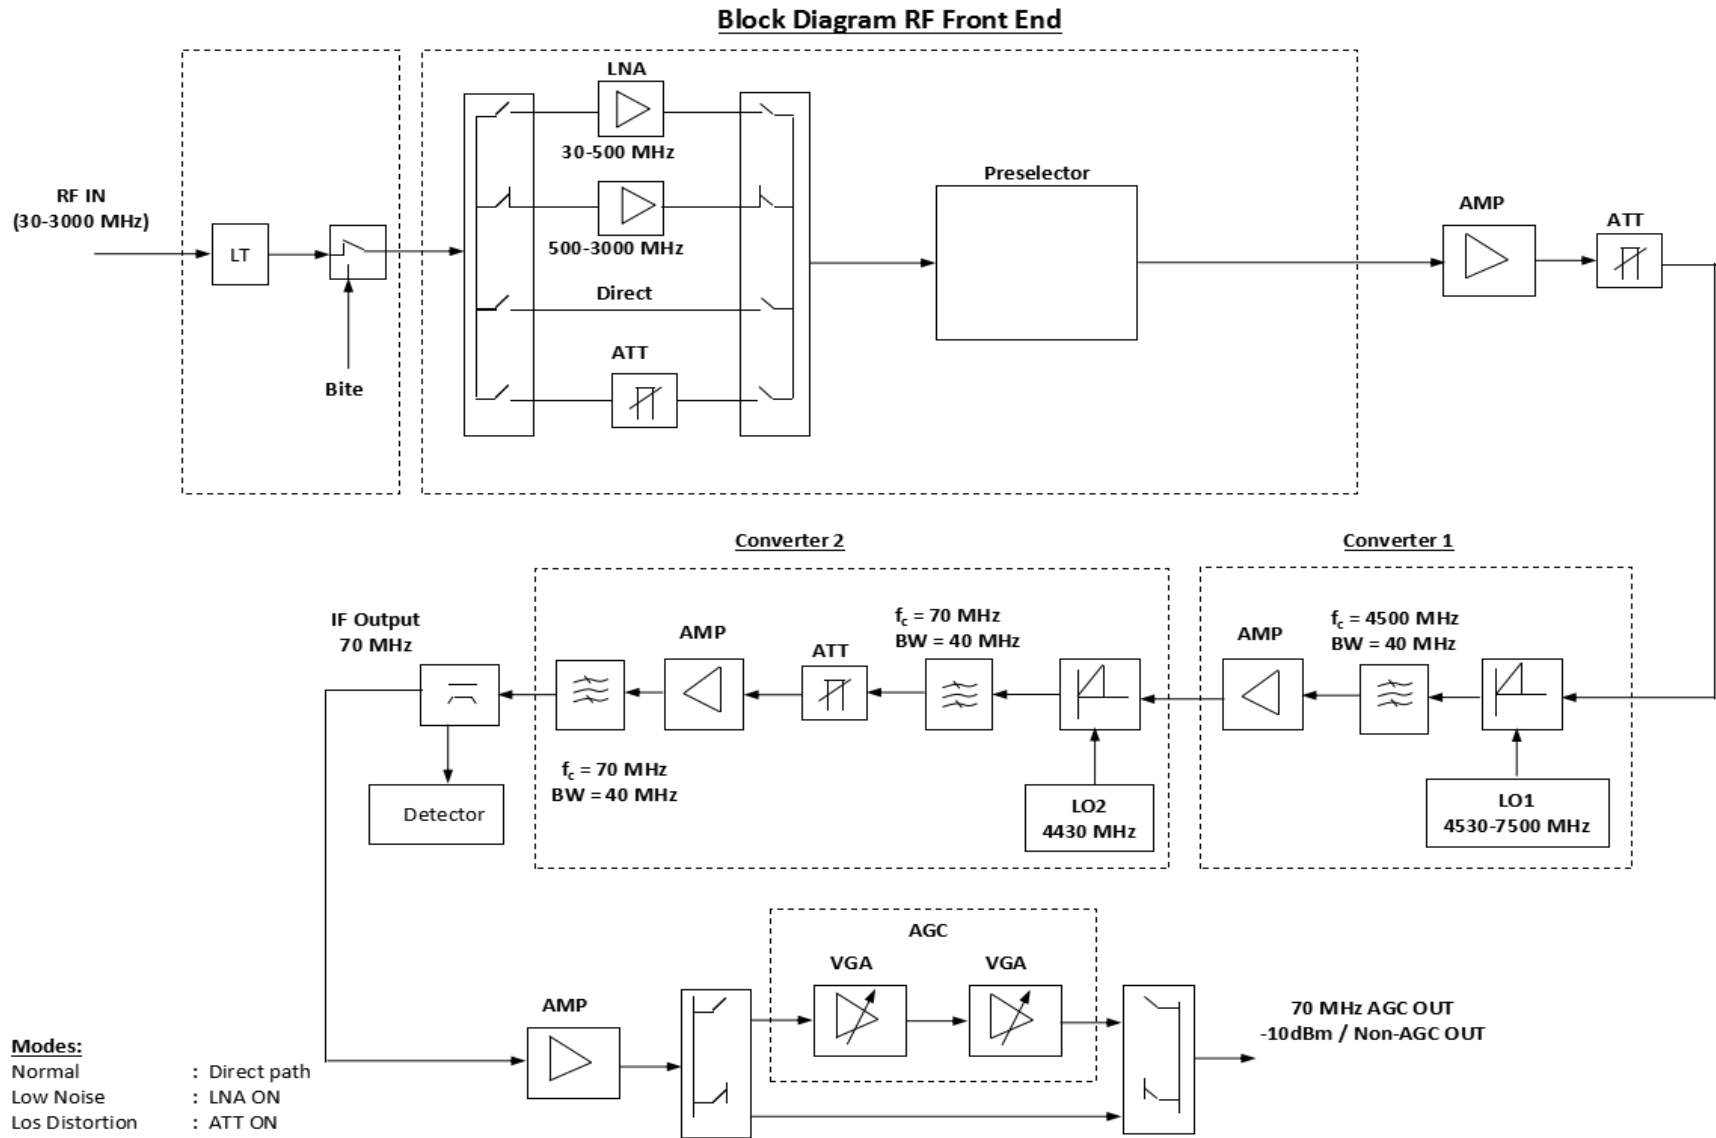 Block Diagram RF Front End
LNA
30-500 MHz
RF IN
(30-3000 MHz)
LT
Bite
500-3000 MHz
Direct
ATT
Preselector
AMP
ATT
Converter 2
Converter 1
IF Output
70 MHz
AMP
ATT
fc = 70 MHz
BW = 40 MHz
AMP
fc = 4500 MHz
BW = 40 MHz
fc = 70 MHz
BW = 40 MHz
Detector
LO2
4430 MHz
LO1
4530-7500 MHz
AGC
VGA
VGA
AMP
70 MHz AGC OUT
-10dBm / Non-AGC OUT
Modes:
Normal : Direct path
Low Noise : LNA ON
Los Distortion : ATT ON